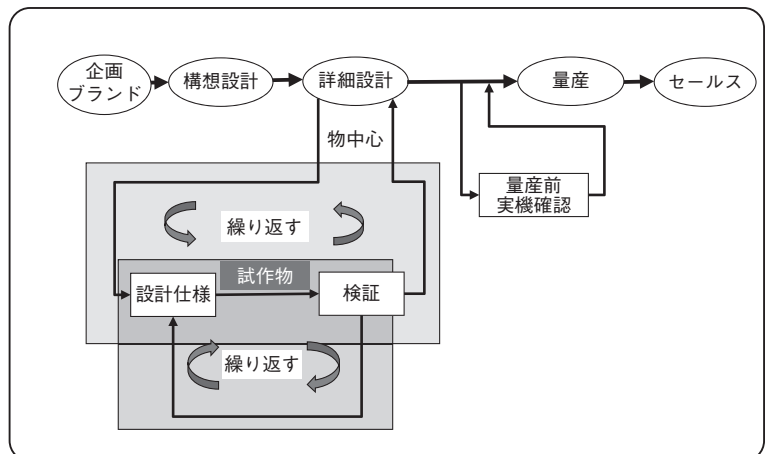 企画
ブランド
構想設計
詳細設計
量産
セールス
物中心
量産前
実機確認
繰り返す
試作物
設計仕様
検証
繰り返す